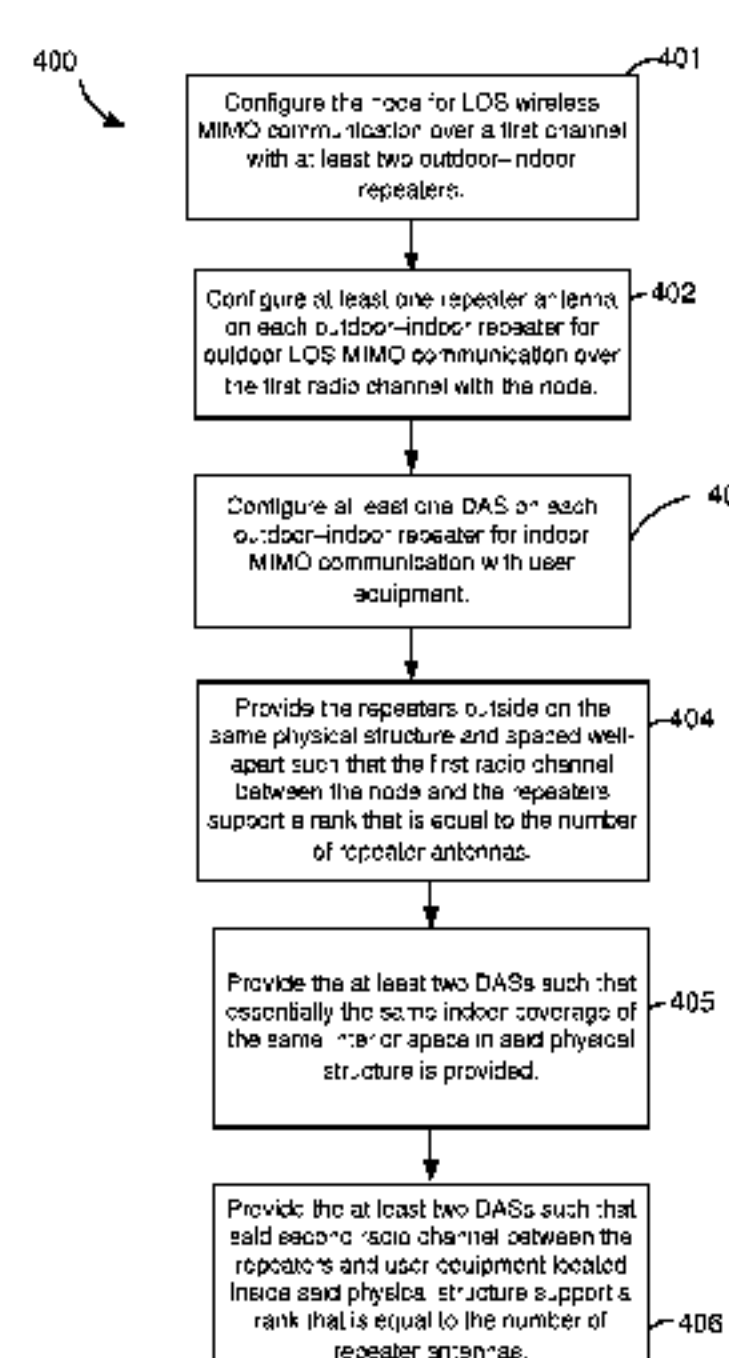 400
401
Configure the node for LOS wireless
MIMO communication over a first channel
with at least two outdoor-indoor
repeaters.
402
Configure at least one repeater antenna
on each outdoor-indoor repeater for
outdoor LOS MIMO communication over
the first radio channel with the node.
Configure at least one DAS on each
outdoor-indoor repeater for indoor
MIMO communication with user
equipment.
Provide the repeaters outside on the
same physical structure and spaced well-
apart such that the first radio channel
between the node and the repeaters
support a rank that is equal to the number
of repeater antennas.
404
Provide the at least two DASs such that
essentially the same indoor coverage of
the same interior space in said physical
structure is provided.
405
Provide the at least two DASs such that
said second radio channel between the
repeaters and user equipment located
inside said physical structure support a
rank that is equal to the number of
repeater antennas.
406